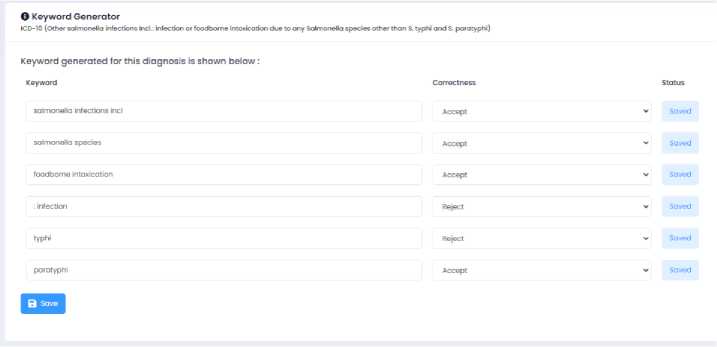 Keyword Generator
ICD-10 (Other salmonella infections Incl.: infection or foodborne intoxication due to any Salmonella species other than S. typhi and S. paratyphi)
Keyword generated for this diagnosis is shown below :
Keyword Correctness Status
salmonella infections incl Accept Saved
salmonella species Accept Saved
foodborne intoxication Accept Saved
: infection Reject Saved
typhi Reject Saved
paratyphi Accept Saved
Save